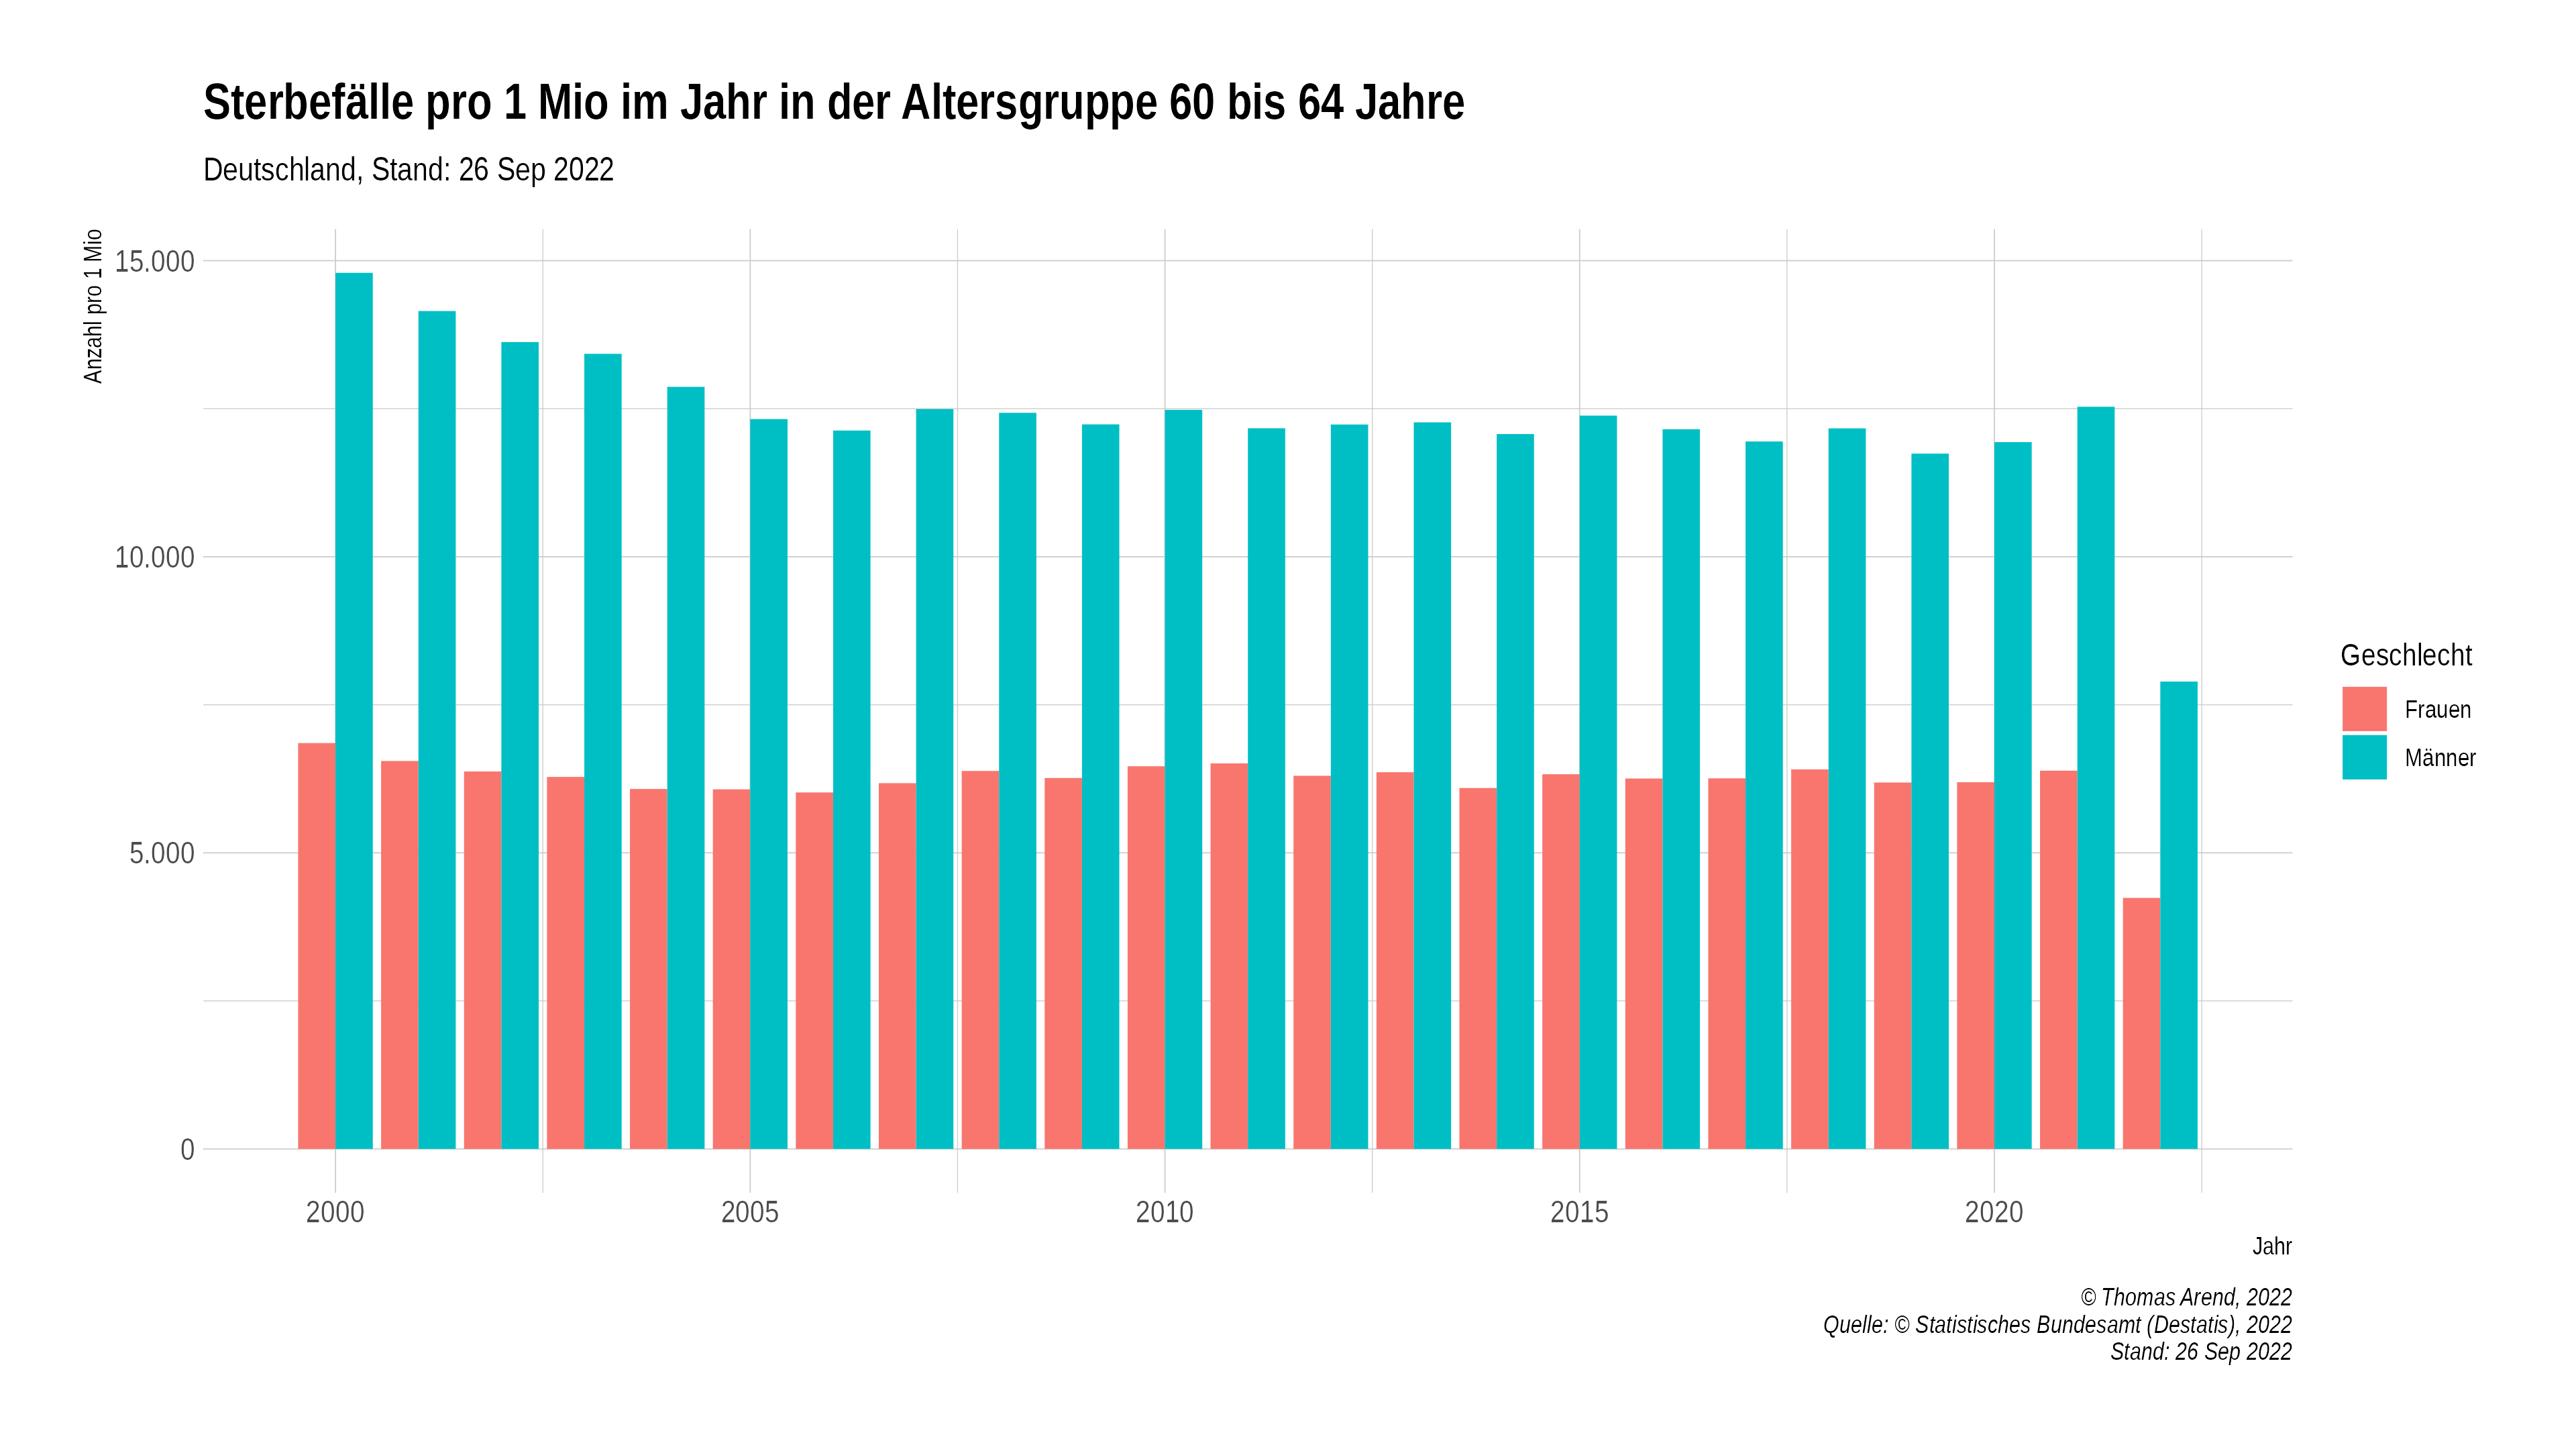 Sterbefälle pro 1 Mio im Jahr in der Altersgruppe 60 bis 64 Jahre
Deutschland, Stand: 26 Sep 2022
Anzahl pro 1 Mio
15.000
10.000
5.000
0
2000
2005
2010
2015
2020
Jahr
Geschlecht
Frauen
Männer
© Thomas Arend, 2022
Quelle: © Statistisches Bundesamt (Destatis), 2022
Stand: 26 Sep 2022